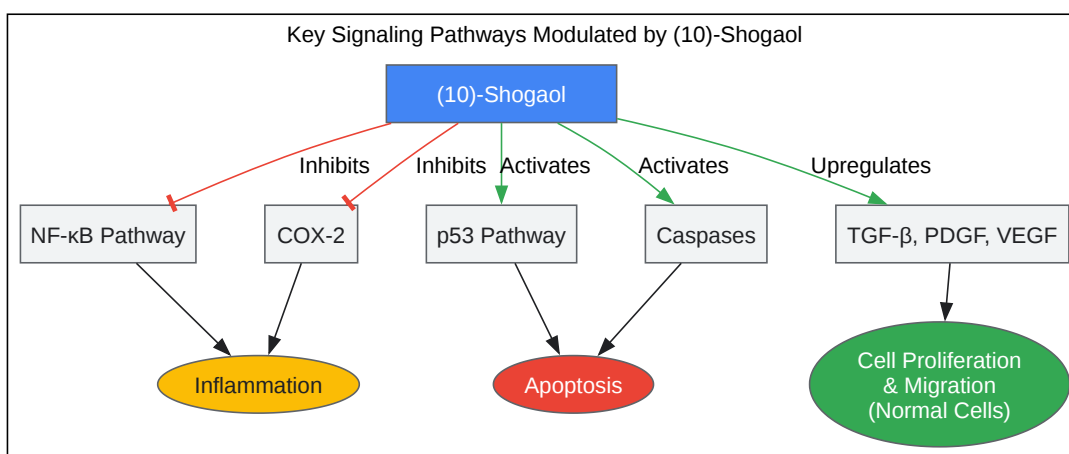 Key Signaling Pathways Modulated by (10)-Shogaol
(10)-Shogaol
Inhibits
Inhibits
Activates
Activates
Upregulates
NF-κB Pathway
COX-2
p53 Pathway
Caspases
TGF-β, PDGF, VEGF
Inflammation
Apoptosis
Cell Proliferation
& Migration
(Normal Cells)